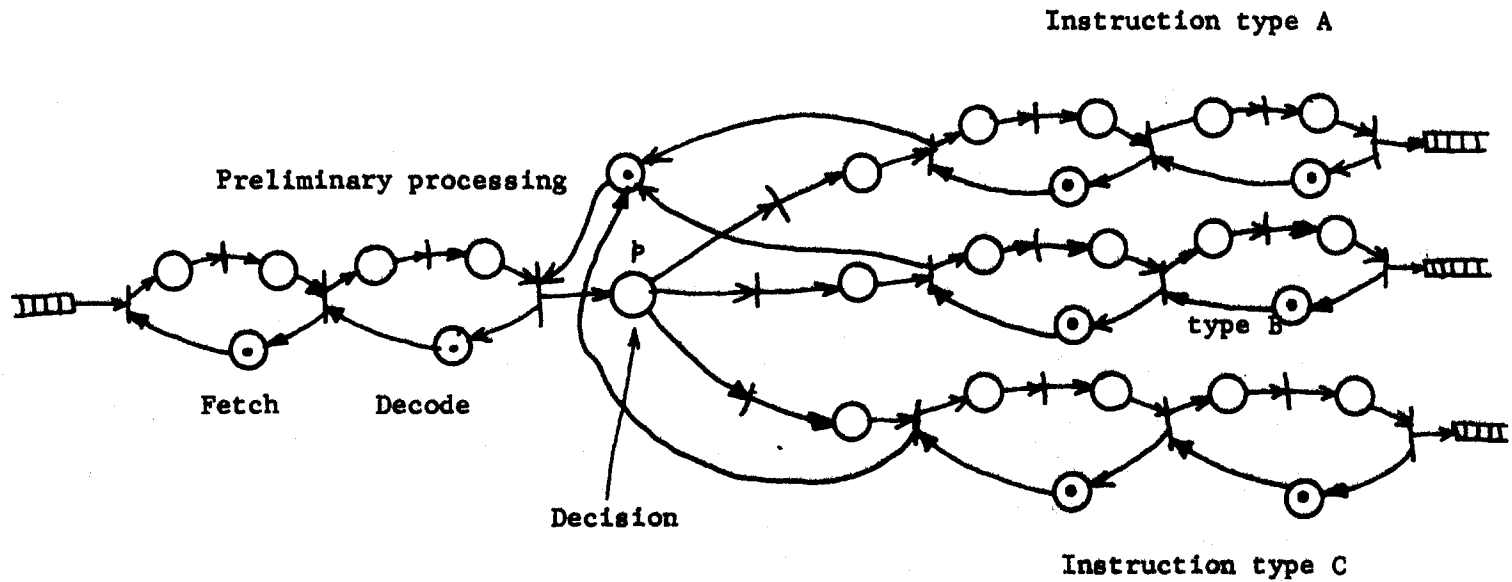 Instruction type A
Preliminary processing
p
type B
Fetch
Decode
Decision
Instruction type C